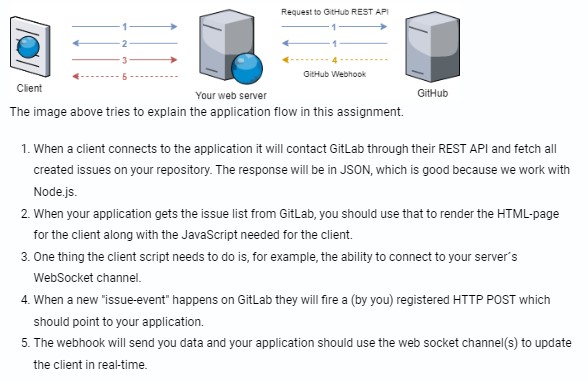 Request to GitHub REST API
1
1
2
1
3
4
5
GitHub Webhook
Client
Your web server
GitHub
The image above tries to explain the application flow in this assignment.
1. When a client connects to the application it will contact GitLab through their REST API and fetch all
created issues on your repository. The response will be in JSON, which is good because we work with
Node.js.
2. When your application gets the issue list from GitLab, you should use that to render the HTML-page
for the client along with the JavaScript needed for the client.
3. One thing the client script needs to do is, for example, the ability to connect to your server´s
WebSocket channel.
4. When a new "issue-event" happens on GitLab they will fire a (by you) registered HTTP POST which
should point to your application.
5. The webhook will send you data and your application should use the web socket channel(s) to update
the client in real-time.